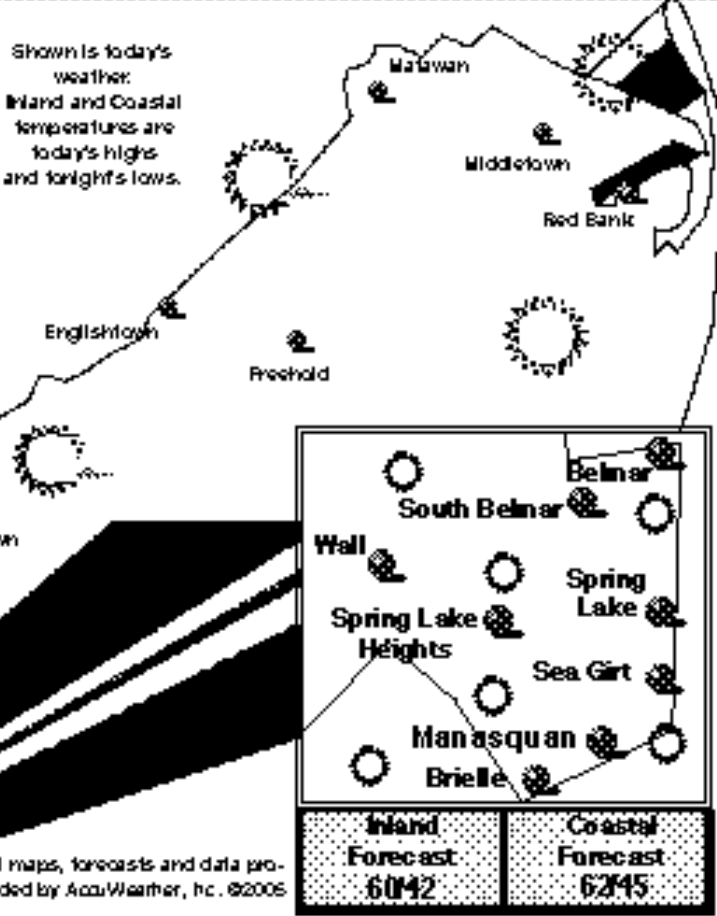 Shown is today's
weather.
Inland and Coastal
temperatures are
today's highs
and tonight's lows.
Matawan
Middletown
Red Bank
Englishtown
Freehold
wn
Belmar
South Belmar
Wall
Spring
Lake
Spring Lake
Heights
Sea Girt
Manasquan
Brielle
Inland
Forecast
60/42
Coastal
Forecast
62/45
l maps, forecasts and data pro-
ded by AccuWeather, Inc. ©2006